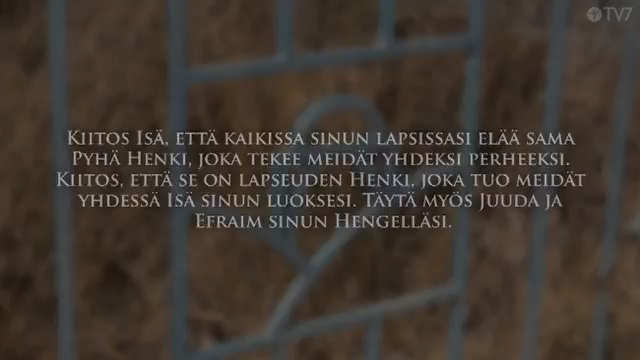 TV7
KIITOS ISÄ, ETTÄ KAIKISSA SINUN LAPSISSASI ELÄÄ SAMA
PYHÄ HENKI, JOKA TEKEE MEIDÄT YHDEKSI PERHEEKSI.
KIITOS, ETTÄ SE ON LAPSEUDEN HENKI, JOKA TUO MEIDÄT
YHDESSÄ ISÄ SINUN LUOKSESI. TÄYTÄ MYÖS JUUDA JA
EFRAIM SINUN HENGELLÄSI.